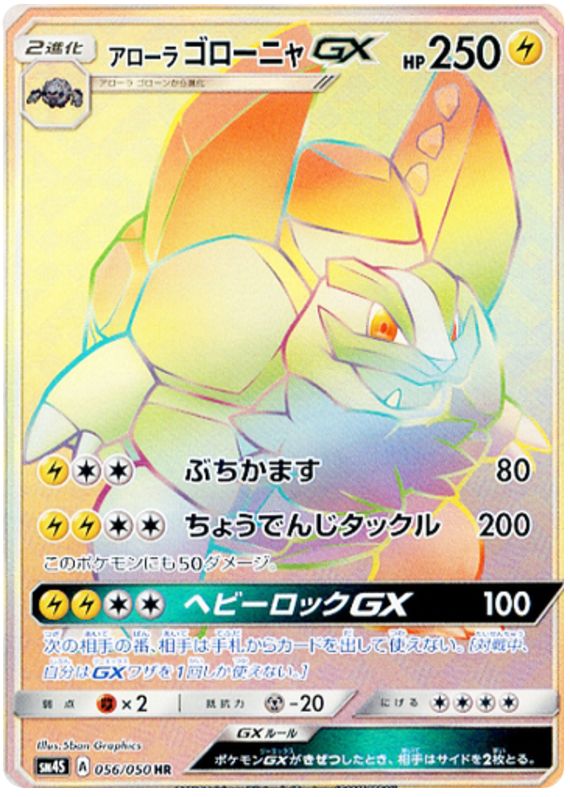 2進化
アローラ ゴローニャGX
HP 250
アローラ ゴローンから進化
ぶちかます 80
ちょうでんじタックル 200
このポケモンにも50ダメージ。
ヘビーロックGX 100
次の相手の番、相手は手札からカードを出して使えない。[対戦中、
自分はGXワザを1回しか使えない。]
弱点 ×2 抵抗力 -20 にげる
Illus. 5ban Graphics
GXルール
SM4S A 056/050 HR
ポケモンGXがきぜつしたとき、相手はサイドを2枚とる。